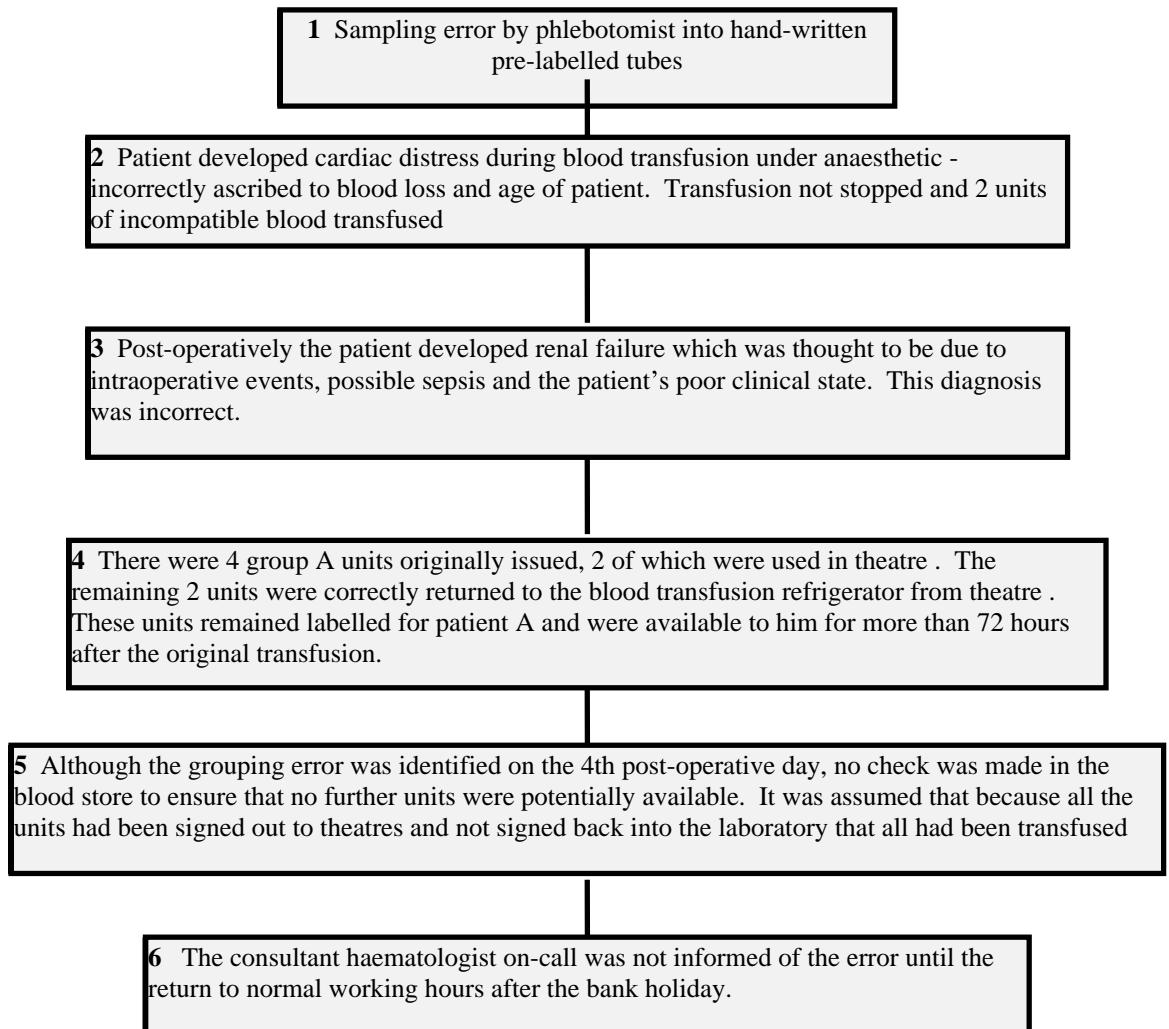 1 Sampling error by phlebotomist into hand-written
pre-labelled tubes
2 Patient developed cardiac distress during blood transfusion under anaesthetic -
incorrectly ascribed to blood loss and age of patient. Transfusion not stopped and 2 units
of incompatible blood transfused
3 Post-operatively the patient developed renal failure which was thought to be due to
intraoperative events, possible sepsis and the patient's poor clinical state. This diagnosis
was incorrect.
4 There were 4 group A units originally issued, 2 of which were used in theatre . The
remaining 2 units were correctly returned to the blood transfusion refrigerator from theatre .
These units remained labelled for patient A and were available to him for more than 72 hours
after the original transfusion.
5 Although the grouping error was identified on the 4th post-operative day, no check was made in the
blood store to ensure that no further units were potentially available. It was assumed that because all the
units had been signed out to theatres and not signed back into the laboratory that all had been transfused
6 The consultant haematologist on-call was not informed of the error until the
return to normal working hours after the bank holiday.